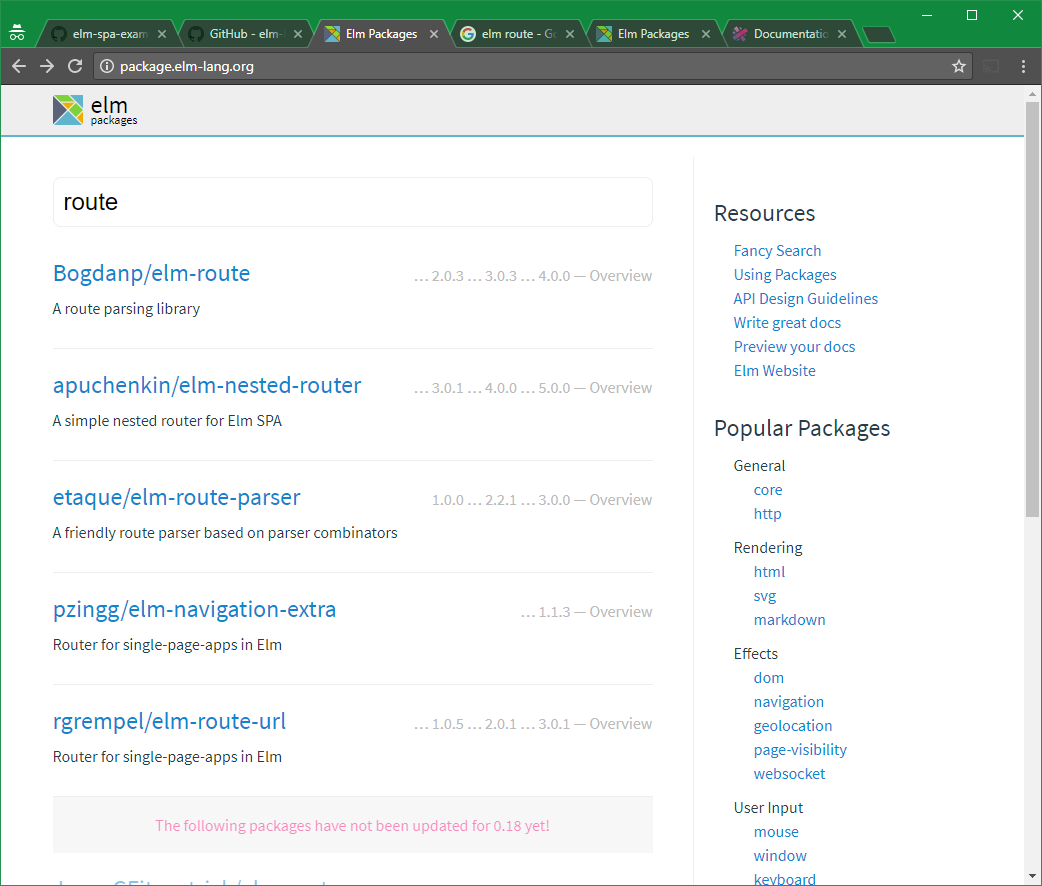 elm-spa-exam
GitHub - elm-
Elm Packages
elm route - Go
Elm Packages
Documentatio
package.elm-lang.org
elm
packages
route
Bogdanp/elm-route
… 2.0.3 … 3.0.3 … 4.0.0 — Overview
A route parsing library
apuchenkin/elm-nested-router
… 3.0.1 … 4.0.0 … 5.0.0 — Overview
A simple nested router for Elm SPA
etaque/elm-route-parser
1.0.0 … 2.2.1 … 3.0.0 — Overview
A friendly route parser based on parser combinators
pzingg/elm-navigation-extra
… 1.1.3 — Overview
Router for single-page-apps in Elm
rgrempel/elm-route-url
… 1.0.5 … 2.0.1 … 3.0.1 — Overview
Router for single-page-apps in Elm
The following packages have not been updated for 0.18 yet!
Resources
Fancy Search
Using Packages
API Design Guidelines
Write great docs
Preview your docs
Elm Website
Popular Packages
General
core
http
Rendering
html
svg
markdown
Effects
dom
navigation
geolocation
page-visibility
websocket
User Input
mouse
window
keyboard